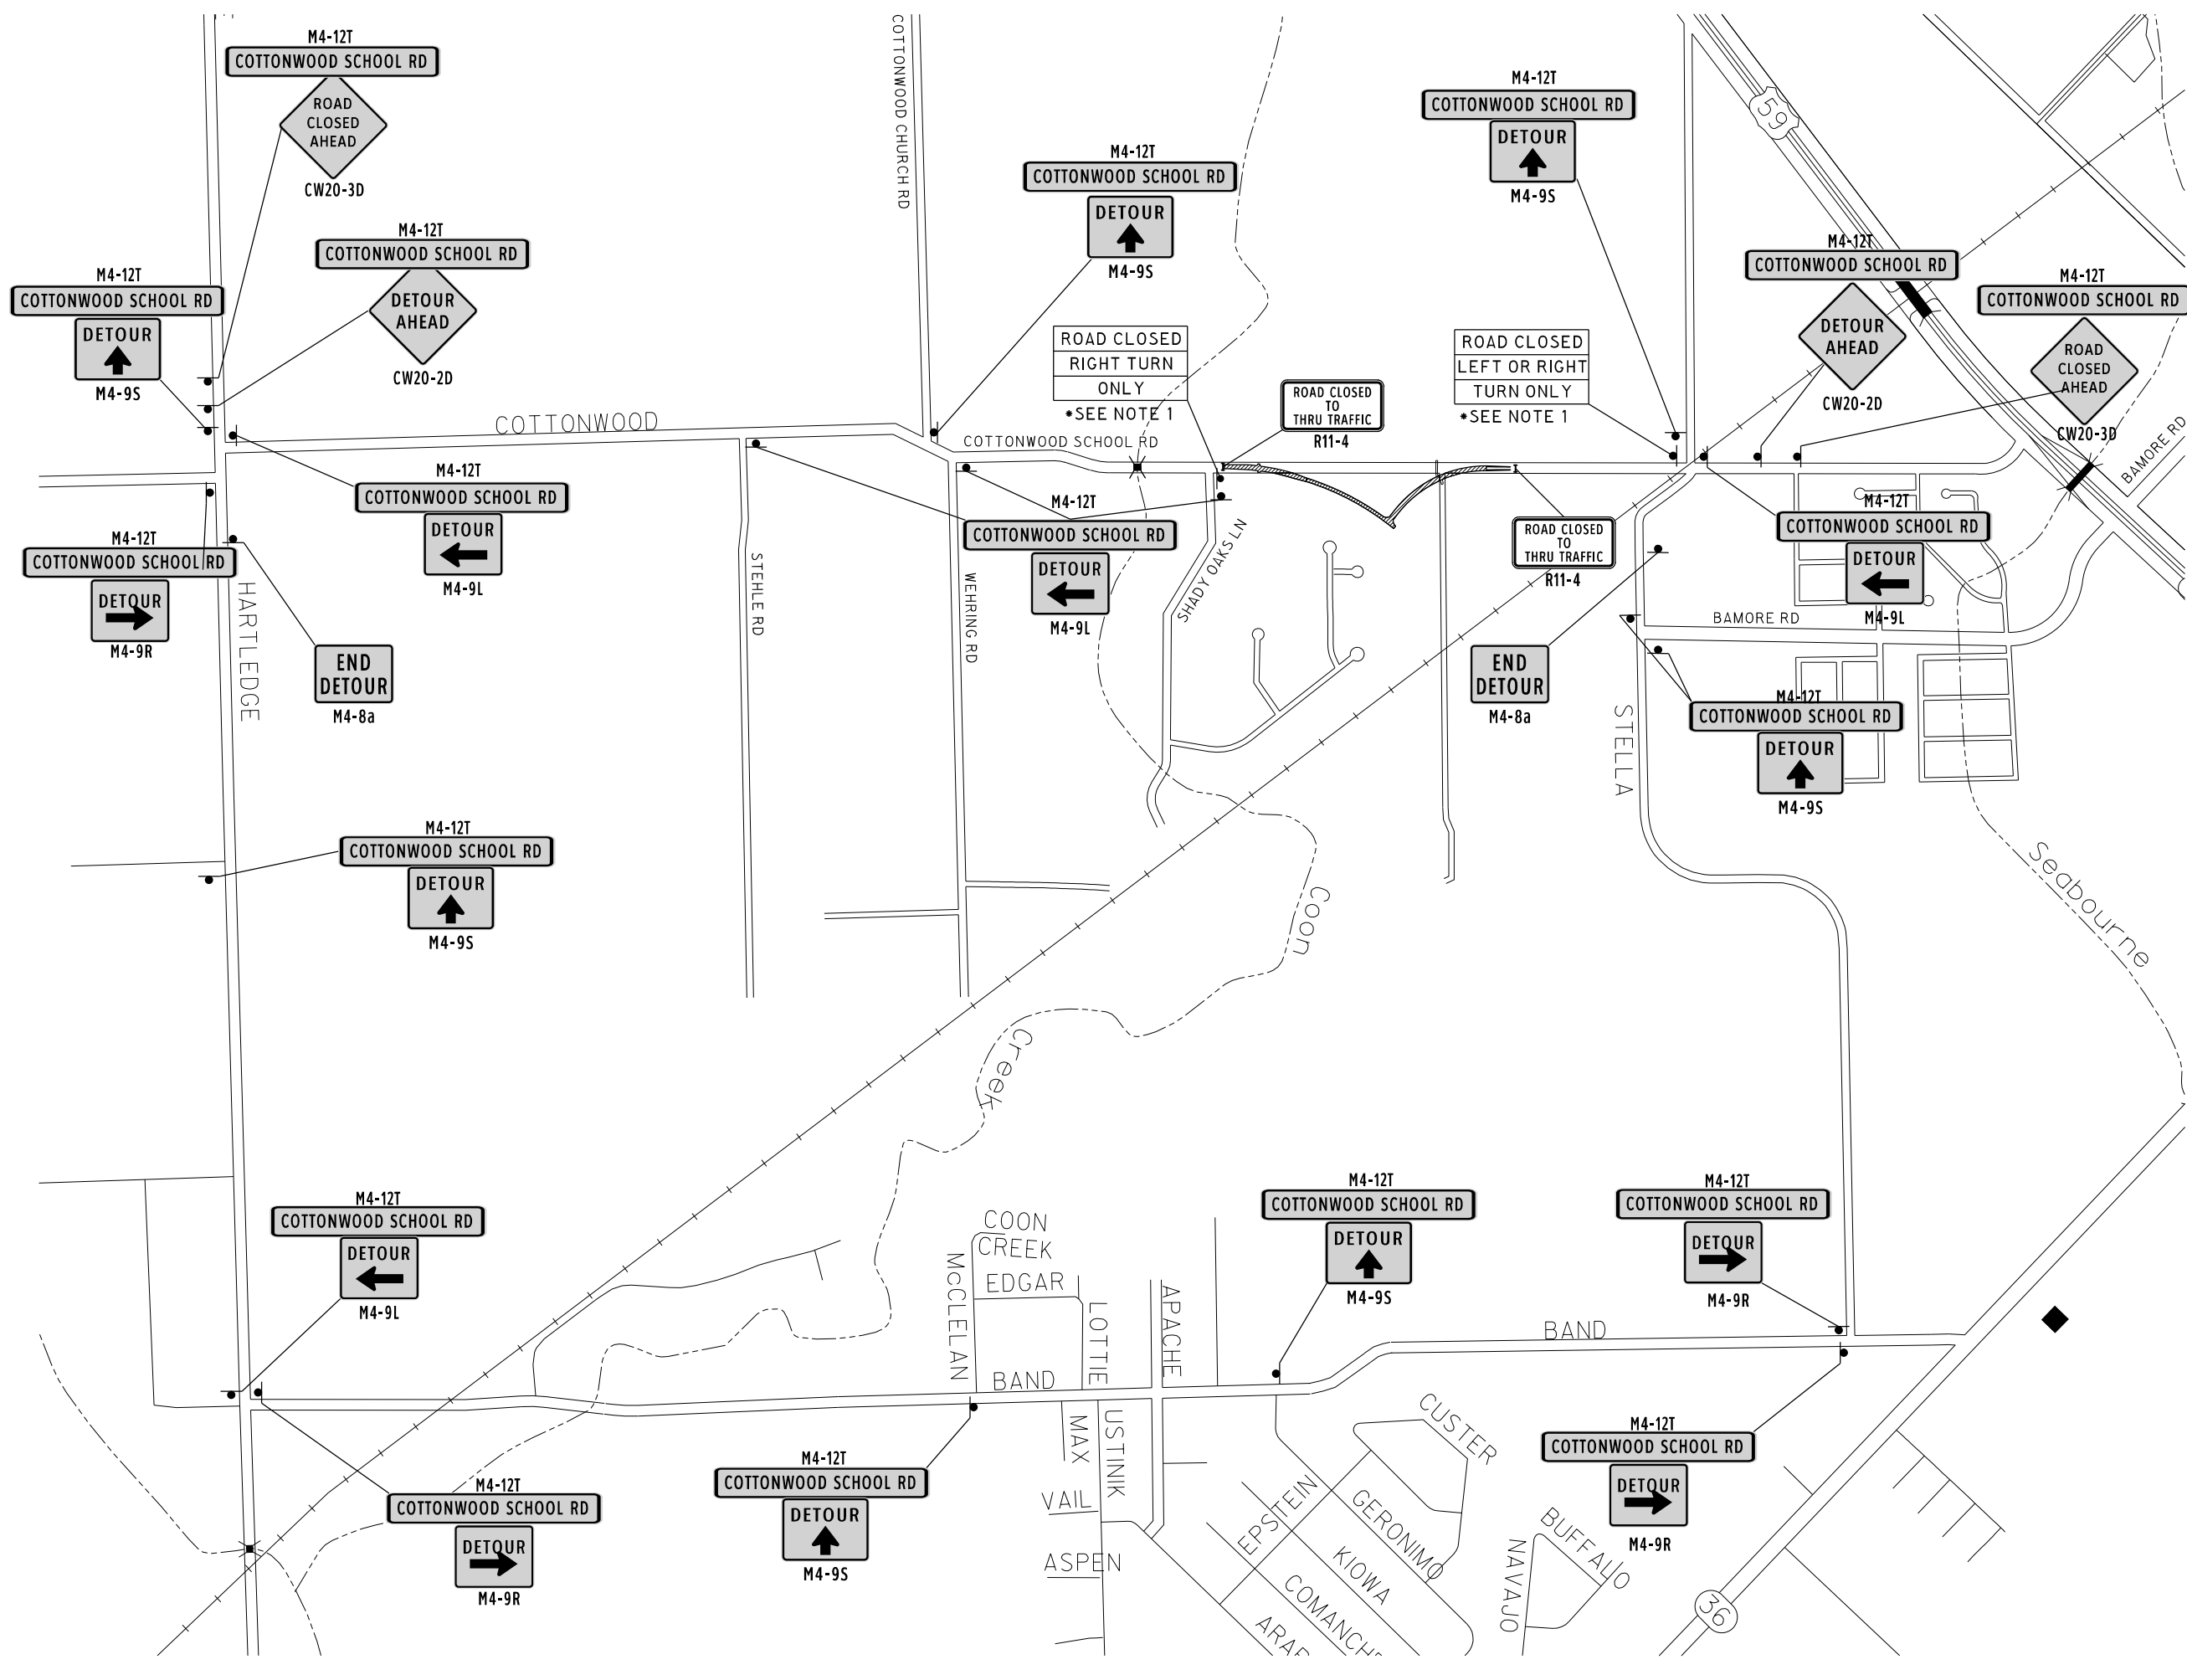 M4-12T
COTTONWOOD SCHOOL RD
ROAD
CLOSED
AHEAD
CW20-3D
M4-12T
COTTONWOOD SCHOOL RD
DETOUR
AHEAD
CW20-2D
M4-12T
COTTONWOOD SCHOOL RD
DETOUR
M4-9S
COTTONWOOD CHURCH RD
M4-12T
COTTONWOOD SCHOOL RD
DETOUR
M4-9S
M4-12T
COTTONWOOD SCHOOL RD
DETOUR
M4-9S
59
M4-12T
COTTONWOOD SCHOOL RD
DETOUR
AHEAD
CW20-2D
M4-12T
COTTONWOOD SCHOOL RD
ROAD
CLOSED
AHEAD
CW20-3D
BAMORE RD
ROAD CLOSED
RIGHT TURN
ONLY
*SEE NOTE 1
ROAD CLOSED
TO
THRU TRAFFIC
R11-4
ROAD CLOSED
LEFT OR RIGHT
TURN ONLY
*SEE NOTE 1
COTTONWOOD
COTTONWOOD SCHOOL RD
M4-12T
COTTONWOOD SCHOOL RD
DETOUR
M4-9L
M4-12T
COTTONWOOD SCHOOL RD
DETOUR
M4-9R
HARTLEDGE
END
DETOUR
M4-8a
STEHLE RD
WEHRING RD
M4-12T
COTTONWOOD SCHOOL RD
DETOUR
M4-9L
SHADY OAKS LN
ROAD CLOSED
TO
THRU TRAFFIC
R11-4
M4-12T
COTTONWOOD SCHOOL RD
DETOUR
M4-9L
BAMORE RD
END
DETOUR
M4-8a
STELLA
M4-12T
COTTONWOOD SCHOOL RD
DETOUR
M4-9S
M4-12T
COTTONWOOD SCHOOL RD
DETOUR
M4-9S
Coon
Creek
Seabourne
M4-12T
COTTONWOOD SCHOOL RD
DETOUR
M4-9L
COON
CREEK
EDGAR
McCLELAN
LOTTIE
APACHE
BAND
M4-12T
COTTONWOOD SCHOOL RD
DETOUR
M4-9S
M4-12T
COTTONWOOD SCHOOL RD
DETOUR
M4-9R
BAND
M4-12T
COTTONWOOD SCHOOL RD
DETOUR
M4-9R
M4-12T
COTTONWOOD SCHOOL RD
DETOUR
M4-9S
MAX
USTINIK
VAIL
ASPEN
EPSTEIN
CUSTER
GERONIMO
KIOWA
COMANCHE
ARAP
NAVAJO
BUFFALO
M4-12T
COTTONWOOD SCHOOL RD
DETOUR
M4-9R
36